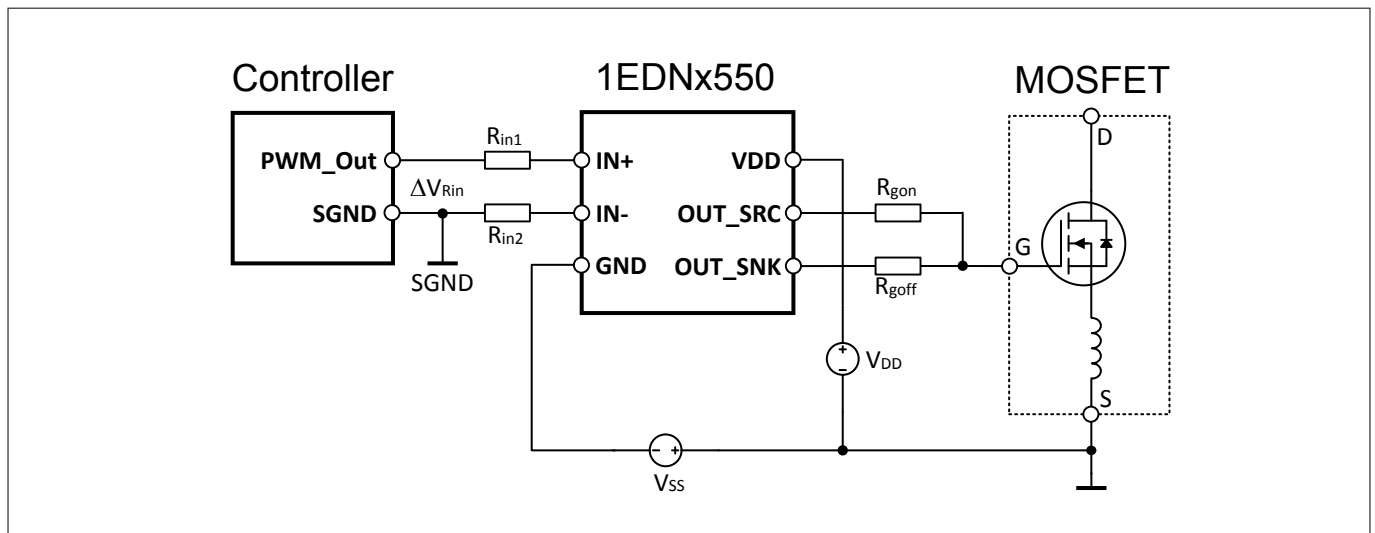 Controller
1EDNx550
MOSFET
PWM_Out
SGND
ΔVRin
SGND
Rin1
Rin2
IN+
IN-
GND
VDD
OUT_SRC
OUT_SNK
Rgon
Rgoff
+
−
VDD
− +
VSS
D
G
S